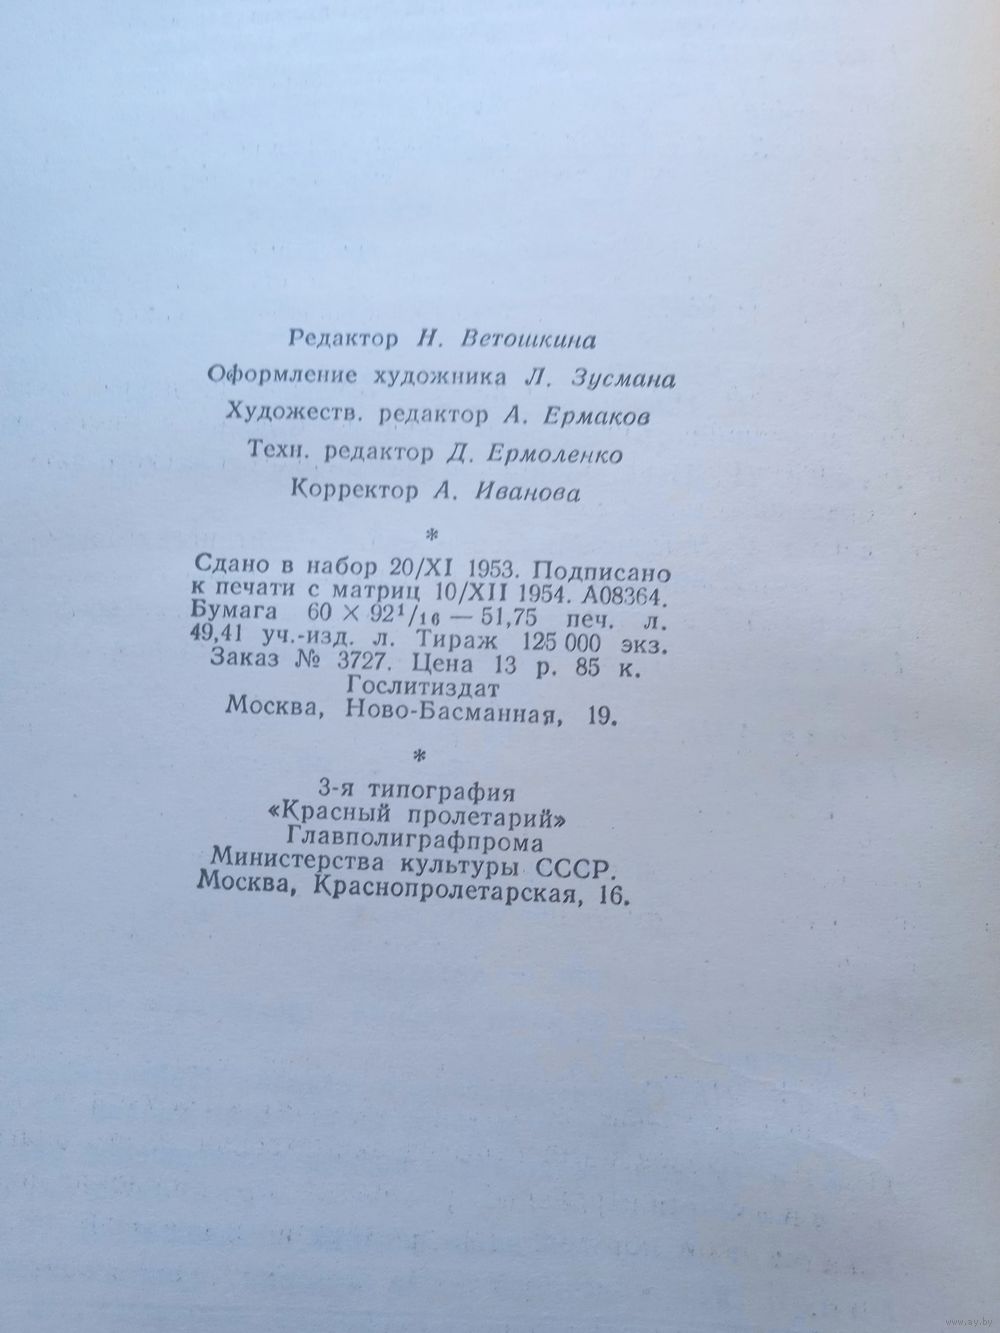 Редактор Н. Ветошкина
Оформление художника Л. Зусмана
Художеств. редактор А. Ермаков
Техн. редактор Д. Ермоленко
Корректор А. Иванова
*
Сдано в набор 20/XI 1953. Подписано
к печати с матриц 10/XII 1954. А08364.
Бумага 60 × 92¹/₁₆ — 51,75 печ. л.
49,41 уч.-изд. л. Тираж 125 000 экз.
Заказ № 3727. Цена 13 р. 85 к.
Гослитиздат
Москва, Ново-Басманная, 19.
*
3-я типография
«Красный пролетарий»
Главполиграфпрома
Министерства культуры СССР.
Москва, Краснопролетарская, 16.
www.ay.by